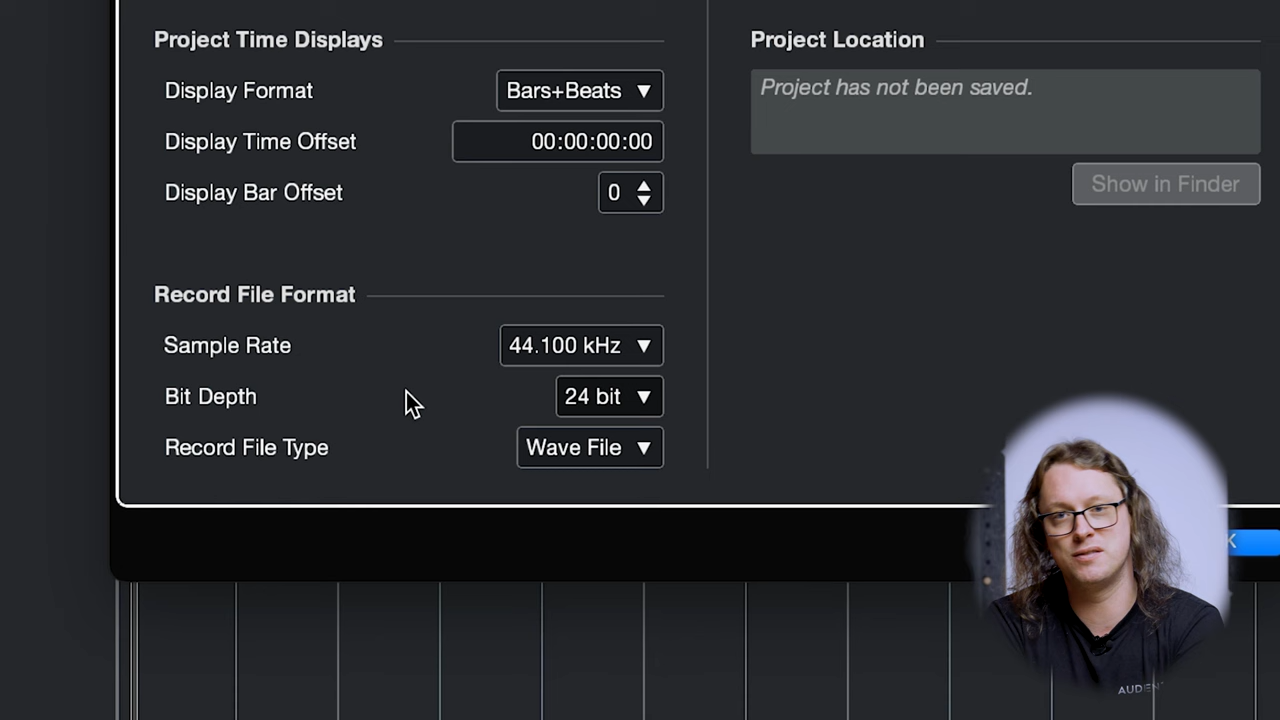 Project Time Displays
Display Format
Bars+Beats
Display Time Offset
00:00:00:00
Display Bar Offset
0
Record File Format
Sample Rate
44.100 kHz
Bit Depth
24 bit
Record File Type
Wave File
Project Location
Project has not been saved.
Show in Finder